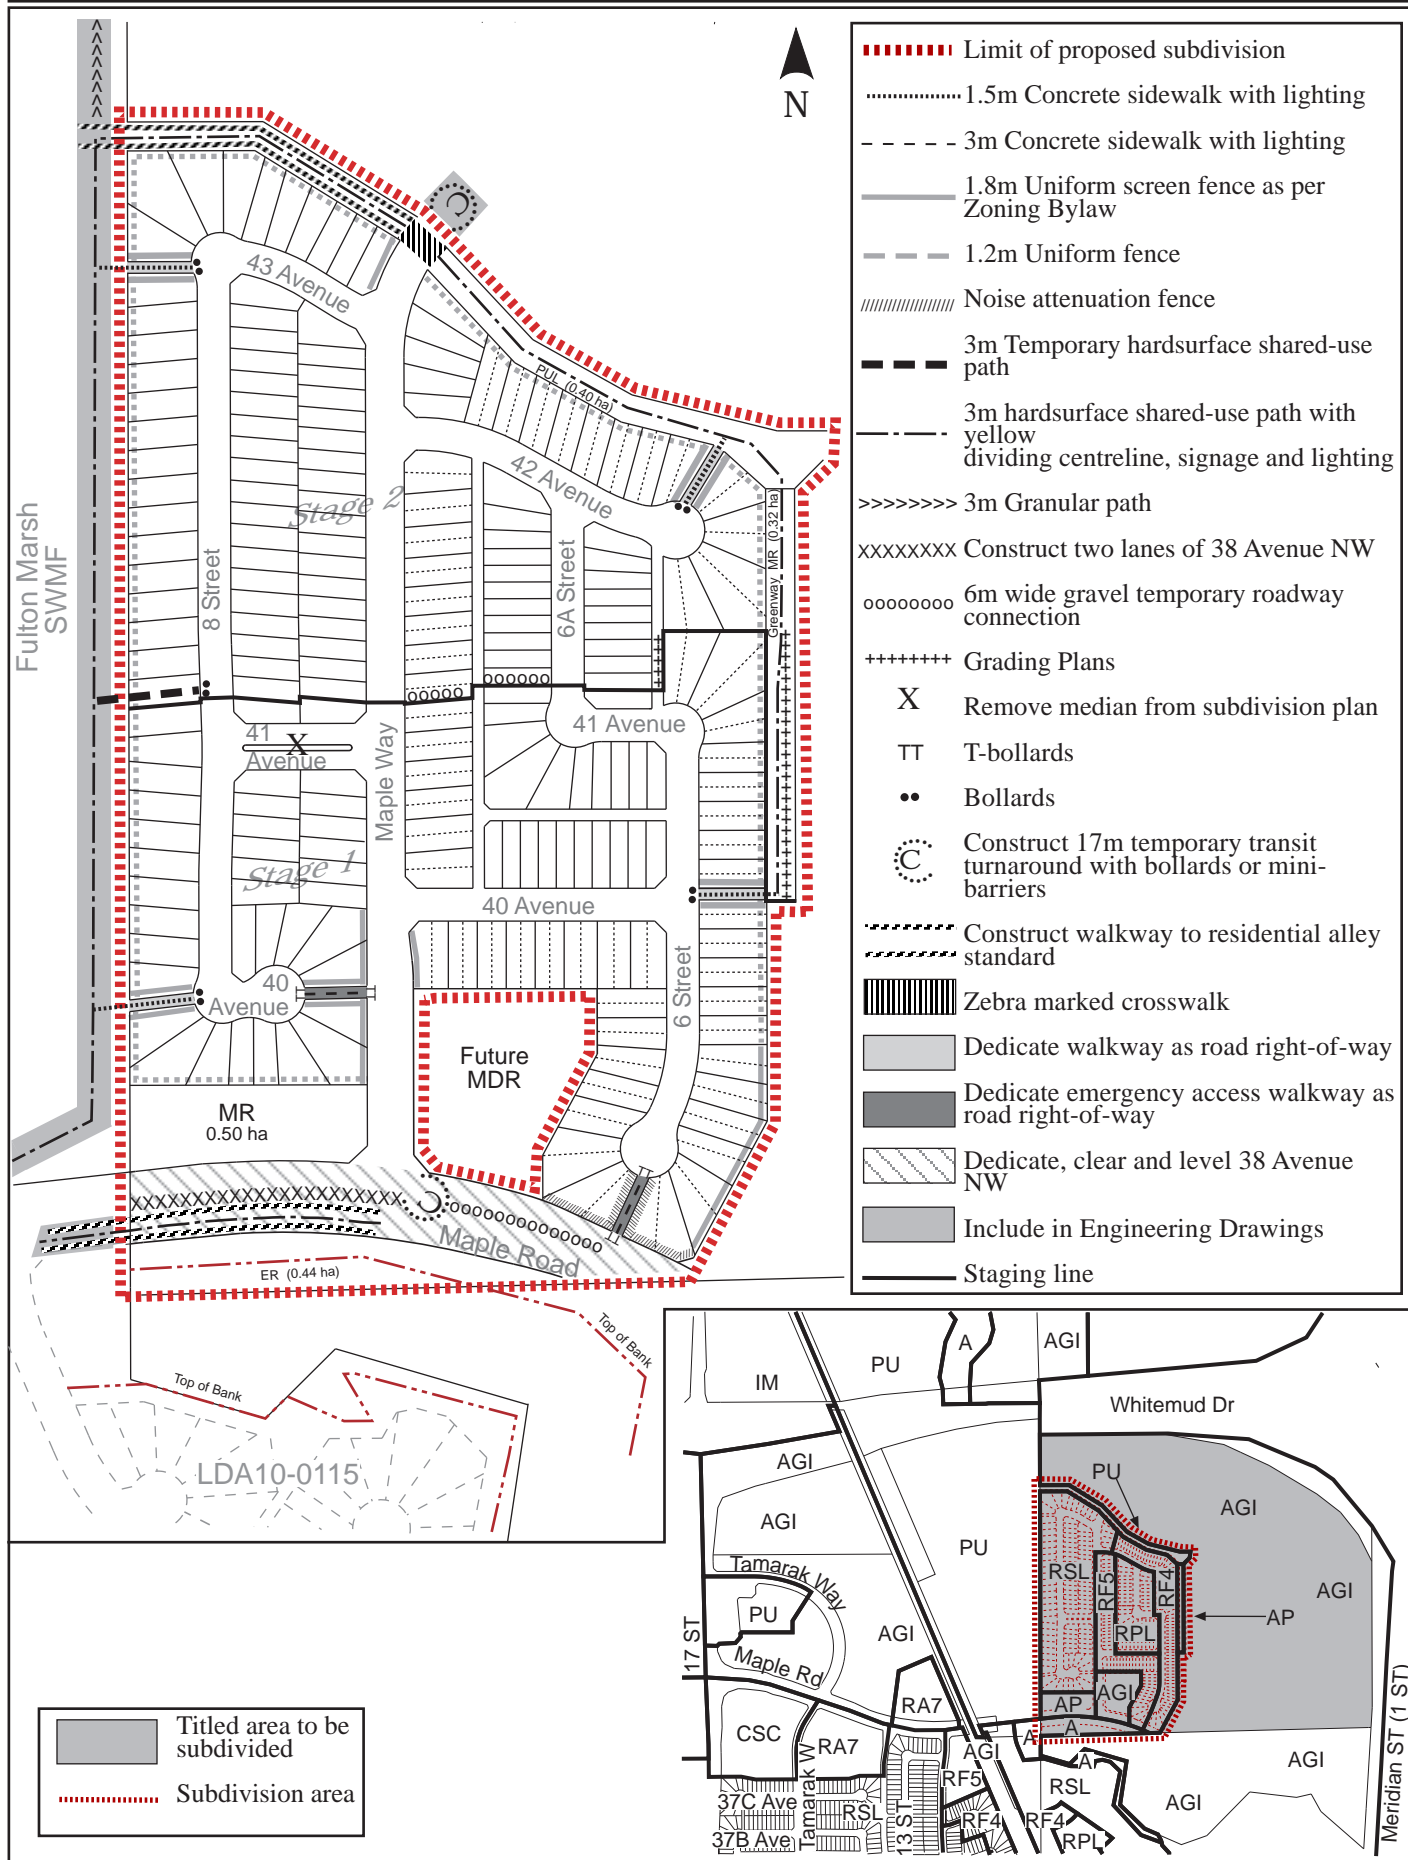 N
Limit of proposed subdivision
1.5m Concrete sidewalk with lighting
3m Concrete sidewalk with lighting
1.8m Uniform screen fence as per
Zoning Bylaw
1.2m Uniform fence
Noise attenuation fence
3m Temporary hardsurface shared-use
path
3m hardsurface shared-use path with
yellow
dividing centreline, signage and lighting
>>>>>>>> 3m Granular path
XXXXXXXX Construct two lanes of 38 Avenue NW
oooooooo 6m wide gravel temporary roadway
connection
++++++++ Grading Plans
X Remove median from subdivision plan
TT T-bollards
Bollards
C Construct 17m temporary transit
turnaround with bollards or mini-
barriers
Construct walkway to residential alley
standard
Zebra marked crosswalk
Dedicate walkway as road right-of-way
Dedicate emergency access walkway as
road right-of-way
Dedicate, clear and level 38 Avenue
NW
Include in Engineering Drawings
Staging line
C
43 Avenue
PUL (0.40 ha)
42 Avenue
Stage 2
Greenway MR (0.32 ha)
Fulton Marsh
SWMF
8 Street
6A Street
41
Avenue
X
Maple Way
41 Avenue
Stage 1
40 Avenue
6 Street
40
Avenue
Future
MDR
MR
0.50 ha
C
Maple Road
ER (0.44 ha)
Top of Bank
Top of Bank
LDA10-0115
IM
PU
A
AGI
Whitemud Dr
AGI
PU
AGI
AGI
PU
RSL
RF5
RF4
AGI
Tamarak Way
RPL
AP
PU
17 ST
AGI
Maple Rd
RA7
AP
AGI
A
CSC
RA7
AGI
A
A
AGI
Meridian ST (1 ST)
RF5
RSL
AGI
37C Ave
Tamarak W
RSL
13 ST
RF4
RF4
37B Ave
RPL
Titled area to be
subdivided
Subdivision area